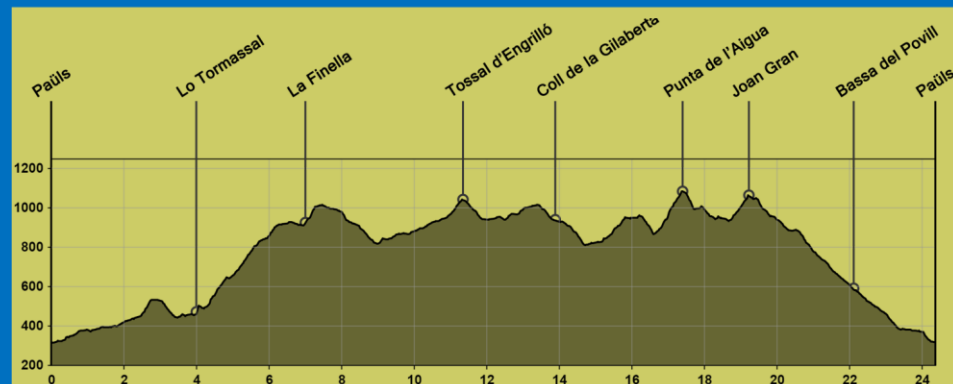 Paüls
Lo Tormassal
La Finella
Tossal d'Engrilló
Coll de la Gilaberta
Punta de l'Aigua
Joan Gran
Bassa del Povill
Paüls
1200
1000
800
600
400
200
0 2 4 6 8 10 12 14 16 18 20 22 24